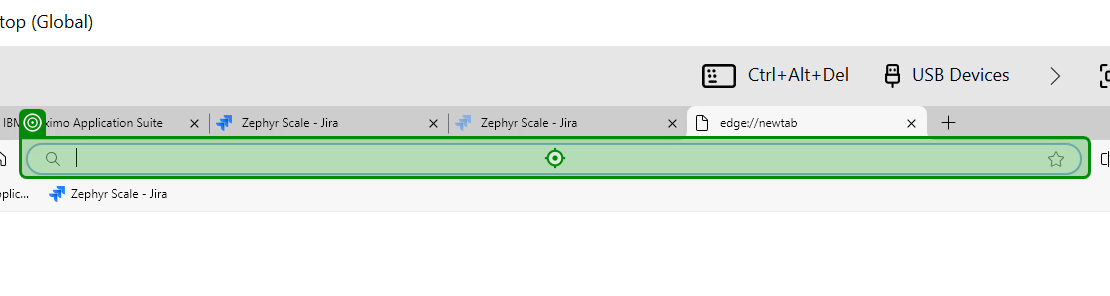 top (Global)
Ctrl+Alt+Del USB Devices
IBM ximo Application Suite Zephyr Scale - Jira Zephyr Scale - Jira edge://newtab
plic... Zephyr Scale - Jira